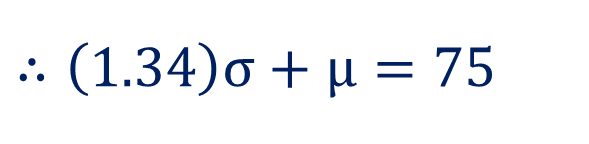 ∴ (1.34)σ + μ = 75